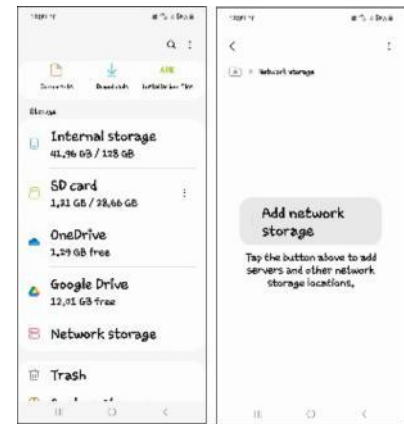 Downloads
Storage
Internal storage
41,96 GB / 128 GB
SD card
1,21 GB / 28,66 GB
OneDrive
1,29 GB free
Google Drive
12,01 GB free
Network storage
Trash
Network storage
Add network
storage
Tap the button above to add
servers and other network
storage locations,